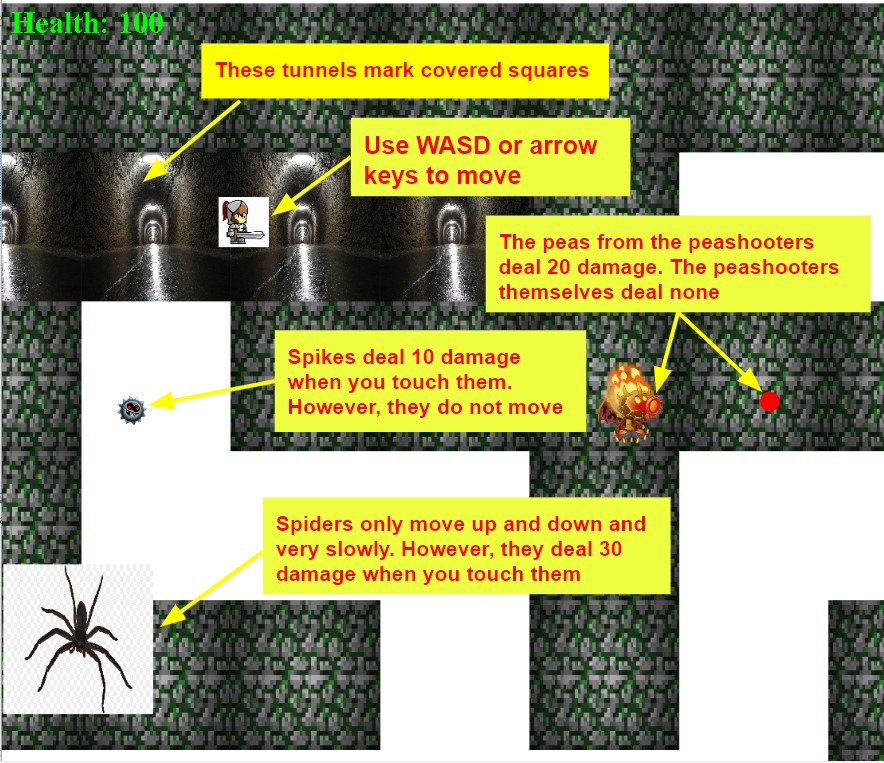 Health: 100
These tunnels mark covered squares
Use WASD or arrow
keys to move
The peas from the peashooters
deal 20 damage. The peashooters
themselves deal none
Spikes deal 10 damage
when you touch them.
However, they do not move
Spiders only move up and down and
very slowly. However, they deal 30
damage when you touch them